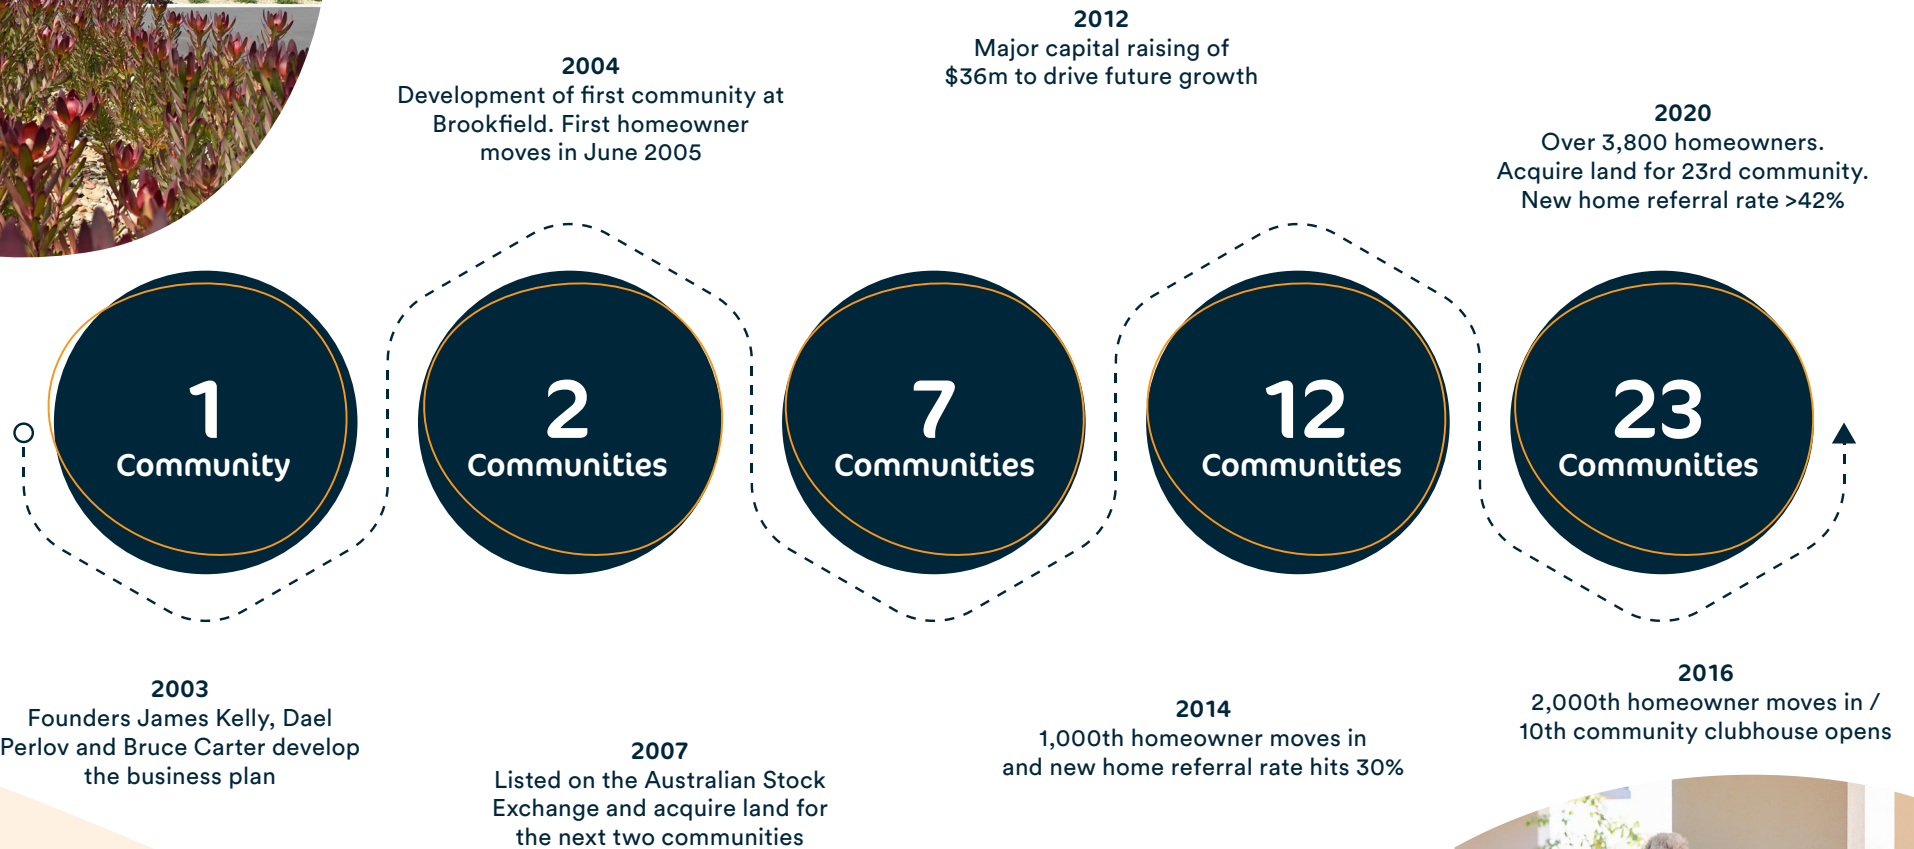 2012
Major capital raising of
$36m to drive future growth
2004
Development of first community at
Brookfield. First homeowner
moves in June 2005
2020
Over 3,800 homeowners.
Acquire land for 23rd community.
New home referral rate >42%
1
Community
2
Communities
7
Communities
12
Communities
23
Communities
2003
Founders James Kelly, Dael
Perlov and Bruce Carter develop
the business plan
2007
Listed on the Australian Stock
Exchange and acquire land for
the next two communities
2014
1,000th homeowner moves in
and new home referral rate hits 30%
2016
2,000th homeowner moves in /
10th community clubhouse opens